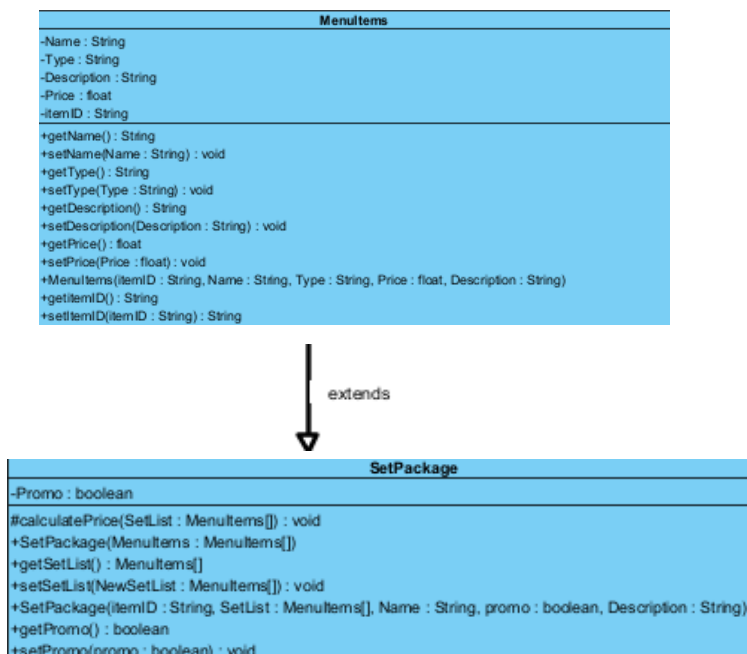 MenuItems
-Name : String
-Type : String
-Description : String
-Price : float
-itemID : String
+getName() : String
+setName(Name : String) : void
+getType() : String
+setType(Type : String) : void
+getDescription() : String
+setDescription(Description : String) : void
+getPrice() : float
+setPrice(Price : float) : void
+MenuItems(itemID : String, Name : String, Type : String, Price : float, Description : String)
+getitemID() : String
+setItemID(itemID : String) : String
extends
SetPackage
-Promo : boolean
#calculatePrice(SetList : MenuItems[]) : void
+SetPackage(MenuItems : MenuItems[])
+getSetList() : MenuItems[]
+setSetList(NewSetList : MenuItems[]) : void
+SetPackage(itemID : String, SetList : MenuItems[], Name : String, promo : boolean, Description : String)
+getPromo() : boolean
+setPromo(promo : boolean) : void